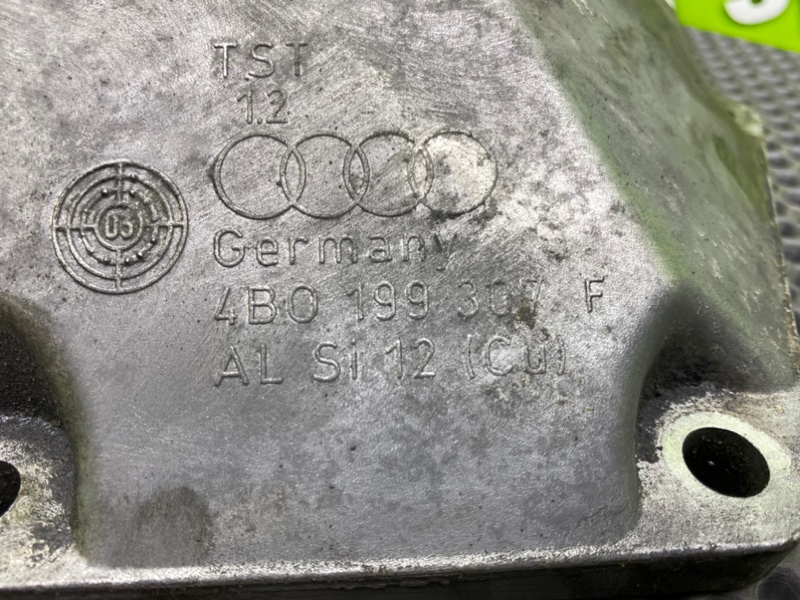 TST
1.2
03
Germany
4B0 199 307 F
AL Si 12 (Cu)